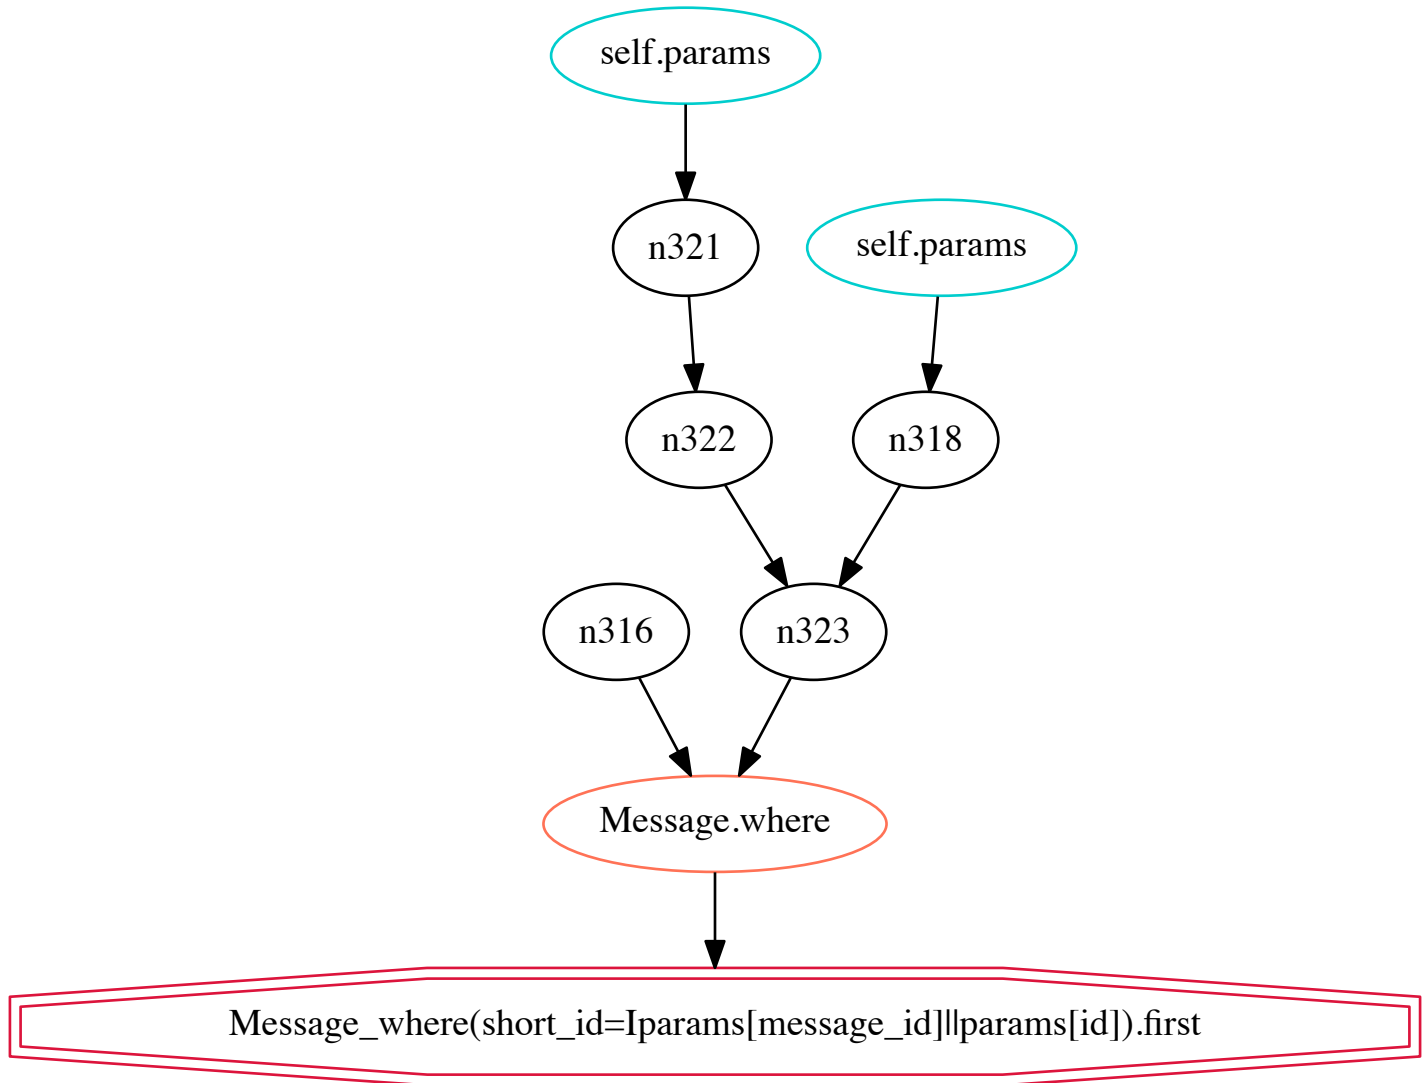 self.params
n321
self.params
n322
n318
n316
n323
Message.where
Message_where(short_id=Iparams[message_id]||params[id]).first